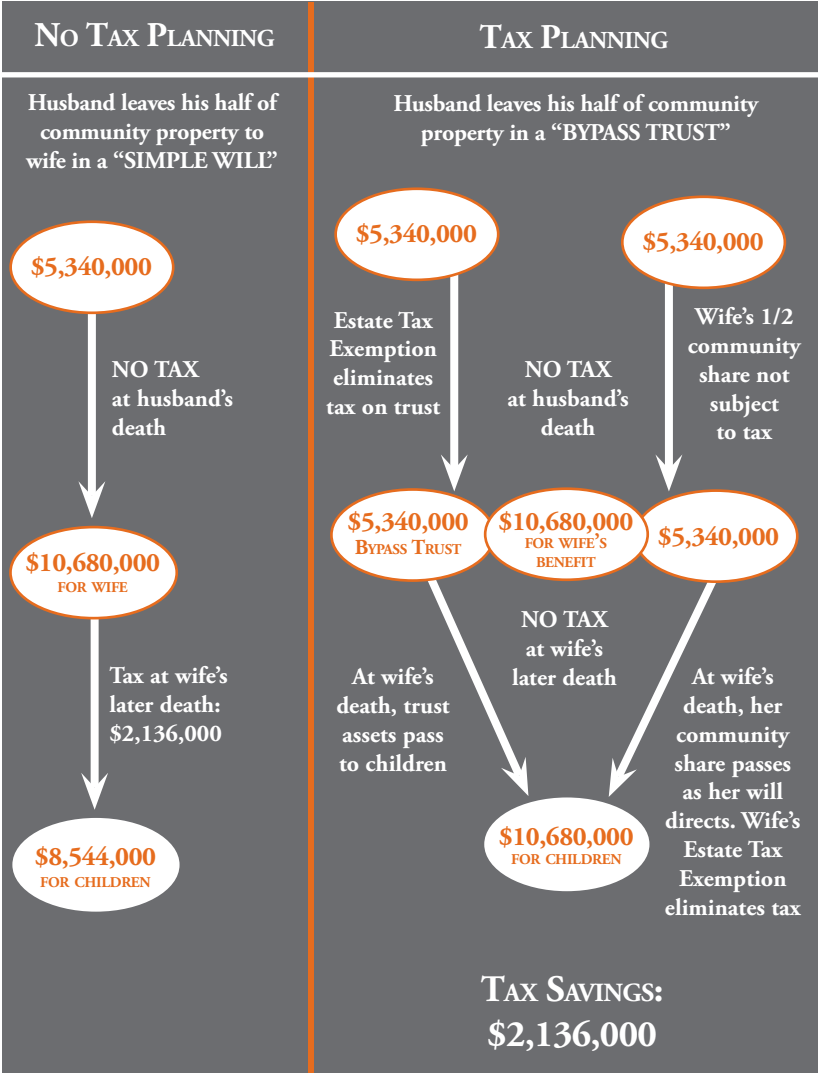 No Tax Planning
Husband leaves his half of
community property to
wife in a “SIMPLE WILL”
$5,340,000
NO TAX
at husband’s
death
$10,680,000
for wife
Tax at wife’s
later death:
$2,136,000
$8,544,000
for children
Tax Planning
Husband leaves his half of community
property in a “BYPASS TRUST”
$5,340,000
$5,340,000
Estate Tax
Exemption
eliminates
tax on trust
NO TAX
at husband’s
death
Wife’s 1/2
community
share not
subject
to tax
$5,340,000
Bypass Trust
$10,680,000
for wife’s
benefit
$5,340,000
NO TAX
at wife’s
later death
At wife’s
death, trust
assets pass
to children
At wife’s
death, her
community
share passes
as her will
directs. Wife’s
Estate Tax
Exemption
eliminates tax
$10,680,000
for children
Tax Savings:
$2,136,000